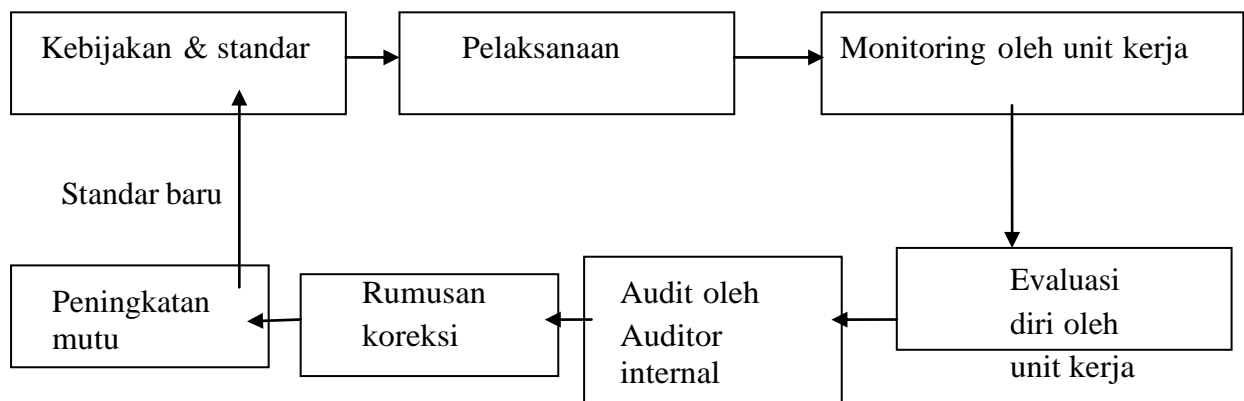 Kebijakan & standar
Pelaksanaan
Monitoring oleh unit kerja
Standar baru
Peningkatan
mutu
Rumusan
koreksi
Audit oleh
Auditor
internal
Evaluasi
diri oleh
unit kerja